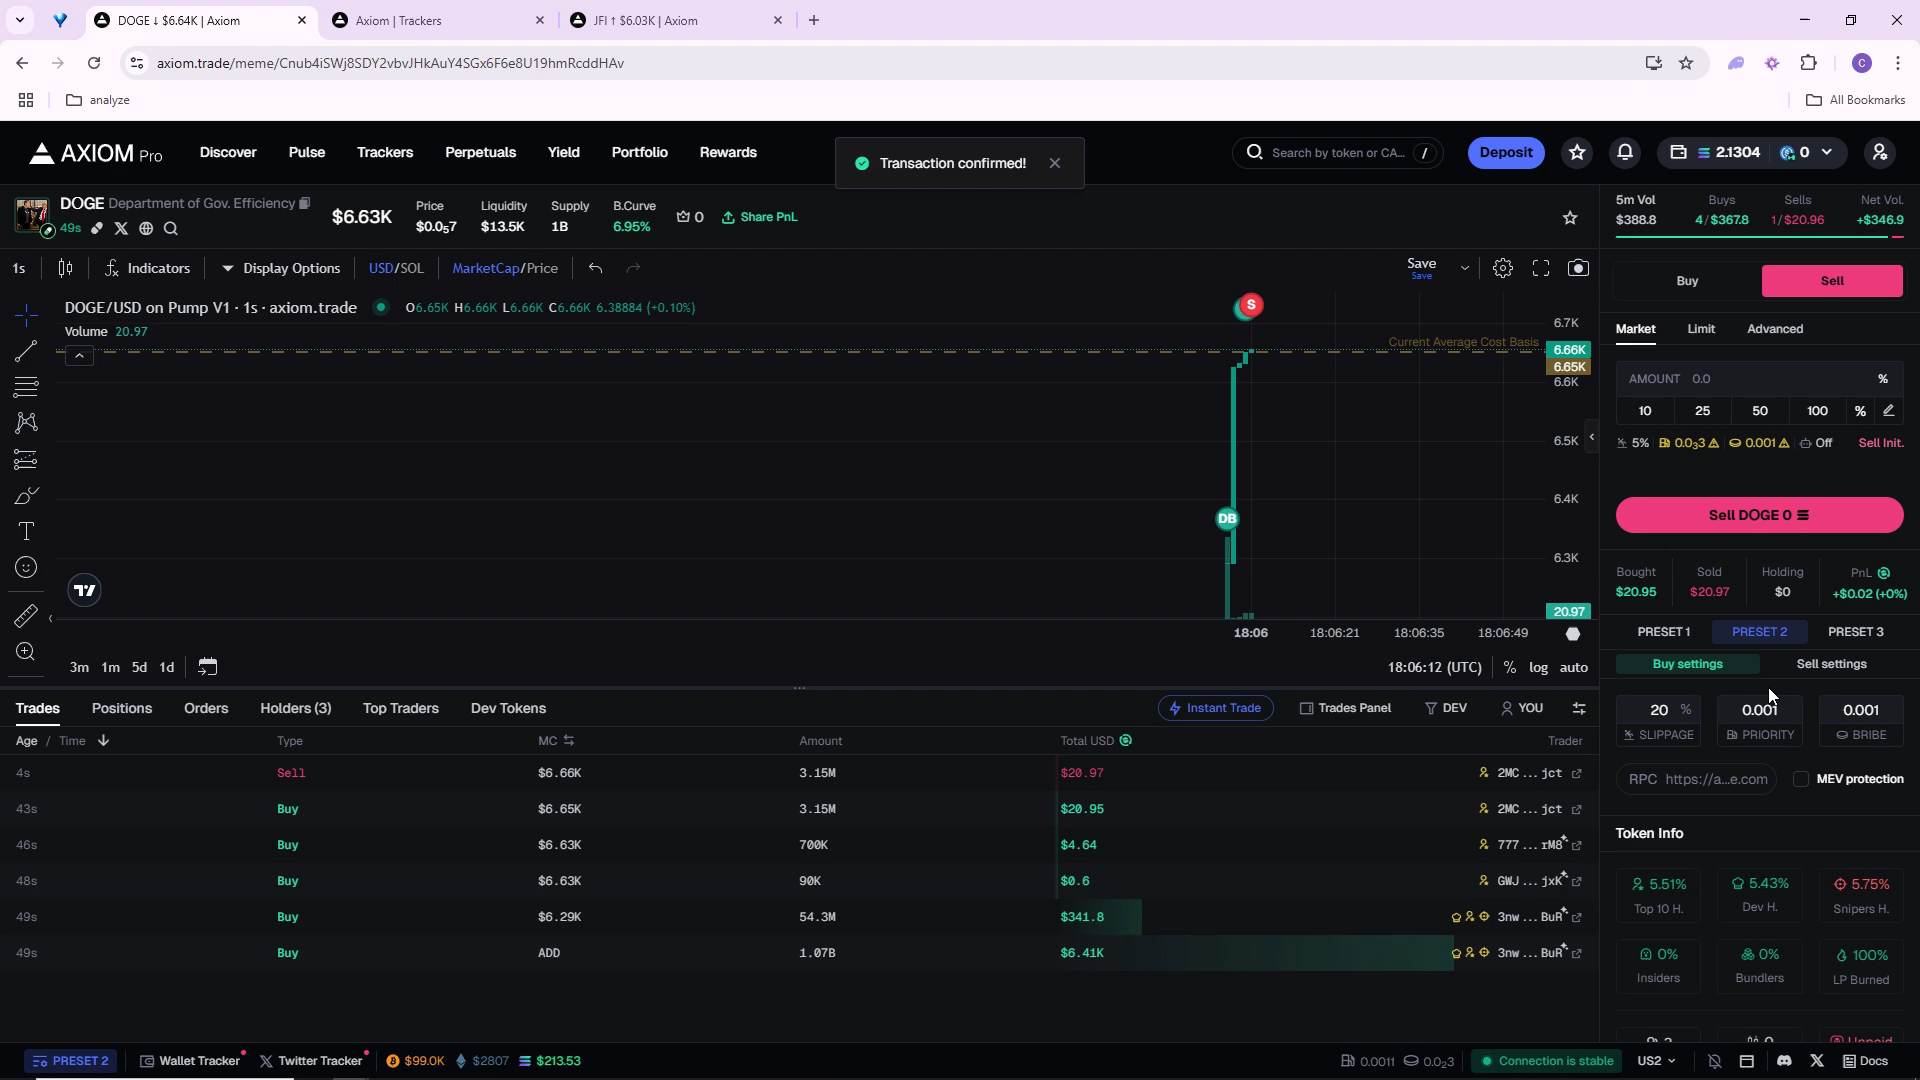 DOGE ↓ $6.64K | Axiom
Axiom | Trackers
JFI ↑ $6.03K | Axiom
axiom.trade/meme/Cnub4iSWj8SDY2vbvJHkAuY4SGx6F6e8U19hmRcddHAv
C
analyze
All Bookmarks
AXIOM Pro
Discover
Pulse
Trackers
Perpetuals
Yield
Portfolio
Rewards
Transaction confirmed!
Search by token or CA... /
Deposit
2.1304
0
DOGE Department of Gov. Efficiency
49s
$6.63K
Price
$0.0₅7
Liquidity
$13.5K
Supply
1B
B.Curve
6.95%
0
Share PnL
5m Vol Buys Sells Net Vol.
$388.8 4/$367.8 1/$20.96 +$346.9
1s
Indicators
Display Options
USD/SOL
MarketCap/Price
Save
Save
Buy
Sell
DOGE/USD on Pump V1 · 1s · axiom.trade
O6.65K H6.66K L6.66K C6.66K 6.38884 (+0.10%)
Volume 20.97
S
DB
Current Average Cost Basis
6.7K
6.66K
6.65K
6.6K
6.5K
6.4K
6.3K
20.97
18:06 18:06:21 18:06:35 18:06:49
3m 1m 5d 1d
18:06:12 (UTC)
% log auto
Market Limit Advanced
AMOUNT 0.0 %
10 25 50 100 %
5% 0.0₃3 0.001 Off Sell Init.
Sell DOGE 0
Bought Sold Holding PnL
$20.95 $20.97 $0 +$0.02 (+0%)
PRESET 1 PRESET 2 PRESET 3
Buy settings Sell settings
20 % 0.001 0.001
SLIPPAGE PRIORITY BRIBE
RPC https://a...e.com MEV protection
Token Info
5.51% 5.43% 5.75%
Top 10 H. Dev H. Snipers H.
0% 0% 100%
Insiders Bundlers LP Burned
Trades Positions Orders Holders (3) Top Traders Dev Tokens
Instant Trade Trades Panel DEV YOU
Age / Time Type MC Amount Total USD Trader
4s Sell $6.66K 3.15M $20.97 2MC ... jct
43s Buy $6.65K 3.15M $20.95 2MC ... jct
46s Buy $6.63K 700K $4.64 777 ... rM8
48s Buy $6.63K 90K $0.6 GWJ ... jxK
49s Buy $6.29K 54.3M $341.8 3nw ... BuR
49s Buy ADD 1.07B $6.41K 3nw ... BuR
PRESET 2
Wallet Tracker
Twitter Tracker
$99.0K
$2807
$213.53
0.0011
0.0₂3
Connection is stable
US2
Docs